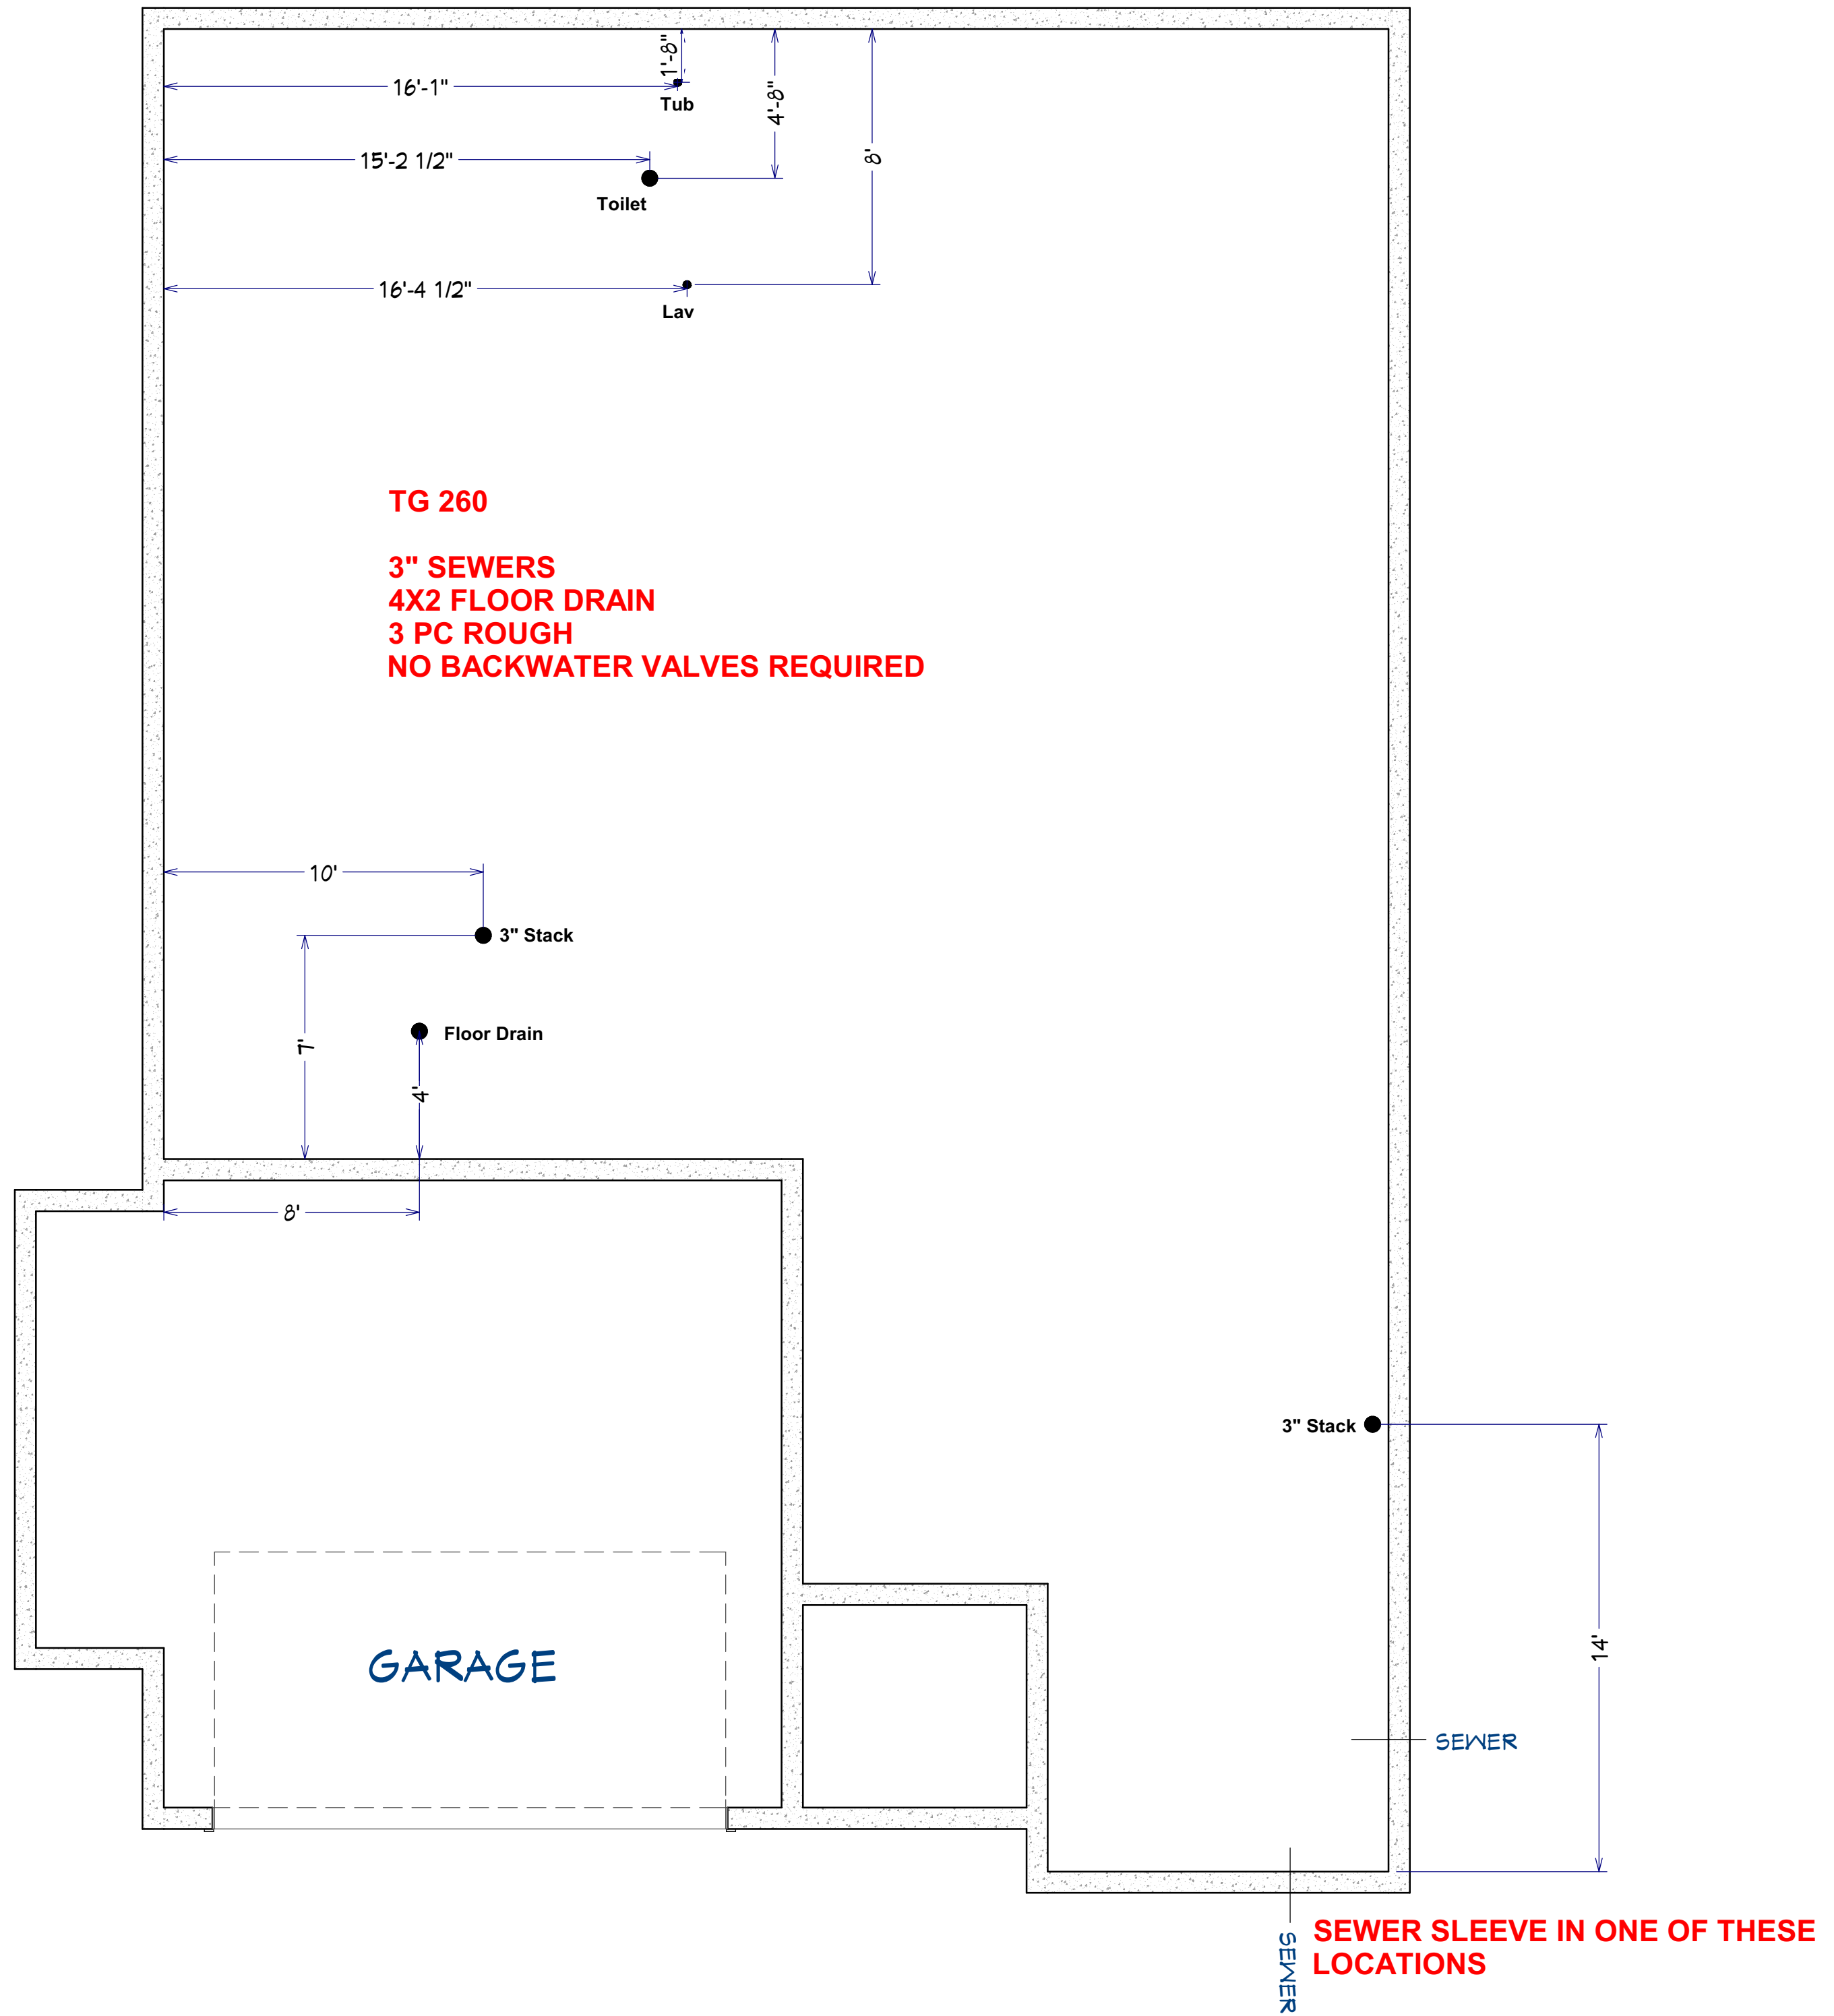 1'-8"
16'-1"
Tub
4'-8"
15'-2 1/2"
8'
Toilet
16'-4 1/2"
Lav
TG 260
3" SEWERS
4X2 FLOOR DRAIN
3 PC ROUGH
NO BACKWATER VALVES REQUIRED
10'
3" Stack
Floor Drain
7'
4'
8'
3" Stack
14'
GARAGE
SEWER
SEWER
SEWER SLEEVE IN ONE OF THESE
LOCATIONS